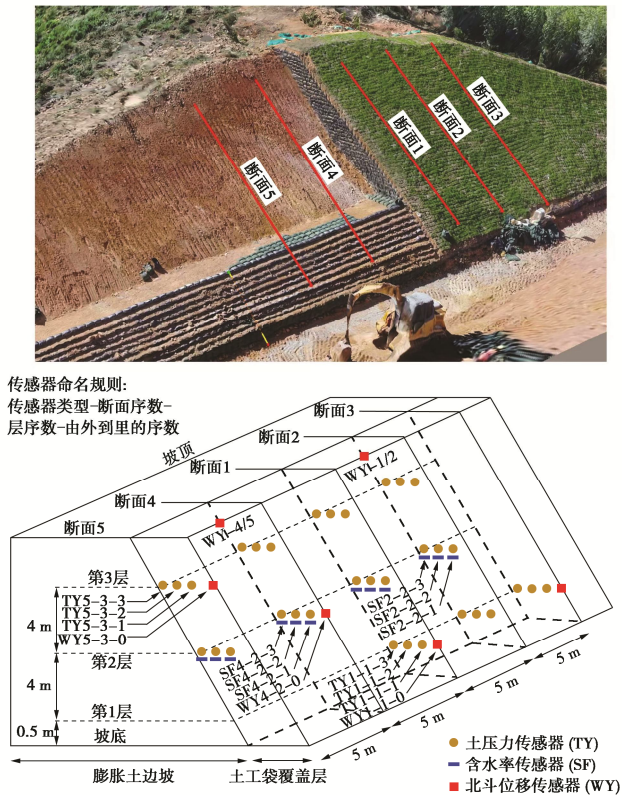 断面3
断面2
断面1
断面4
断面5
传感器命名规则:
传感器类型-断面序数-
层序数-由外到里的序数
断面3
坡顶
断面2
断面1
WYl-1/2
断面4
断面5
WYl-4/5
第3层
TY5-3-3
TY5-3-2
TY5-3-1
WY5-3-0
4 m
SF2-2-3
SF2-2-2
SF2-2-1
第2层
SF4-2-3
SF4-2-2
SF4-2-1
WY4-2-0
4 m
TY1-1-3
TY1-1-2
TY1-1-1
WY1-1-0
第1层
0.5 m
坡底
5 m
5 m
5 m
5 m
膨胀土边坡
土工袋覆盖层
土压力传感器 (TY)
含水率传感器 (SF)
北斗位移传感器 (WY)